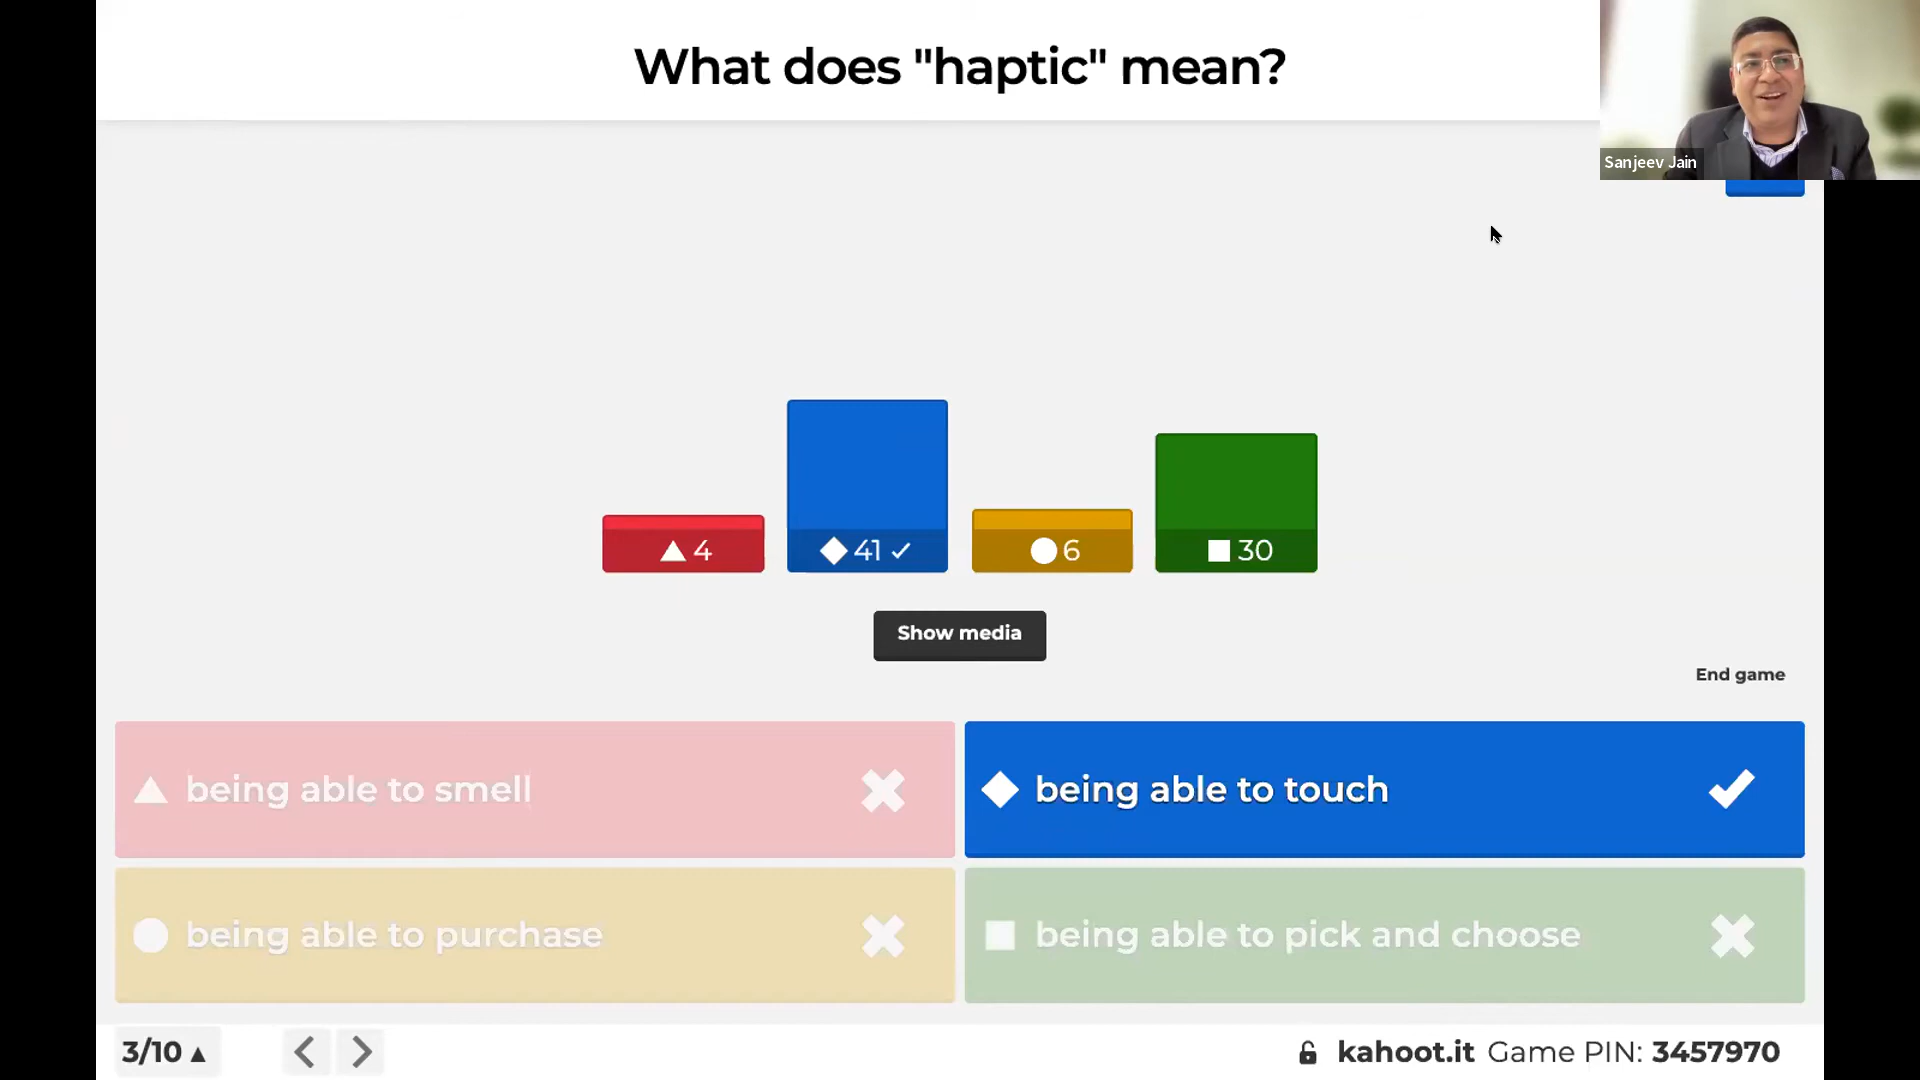 What does "haptic" mean?
Sanjeev Jain
4
41
6
30
Show media
End game
being able to smell
being able to touch
being able to purchase
being able to pick and choose
3/10
kahoot.it Game PIN: 3457970